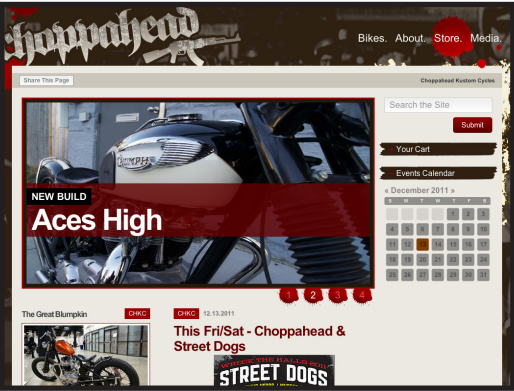 choppahead
Bikes. About. Store. Media.
Share This Page
Choppahead Kustom Cycles
Search the Site
Submit
Your Cart
Events Calendar
« December 2011 »
S M T W T F S
1 2 3
4 5 6 7 8 9 10
11 12 13 14 15 16 17
18 19 20 21 22 23 24
25 26 27 28 29 30 31
TRIUMPH
NEW BUILD
Aces High
1 2 3 4
The Great Blumpkin
CHKC
CHKC 12.13.2011
This Fri/Sat - Choppahead &
Street Dogs
WRECK THE HALLS FOR
STREET DOGS